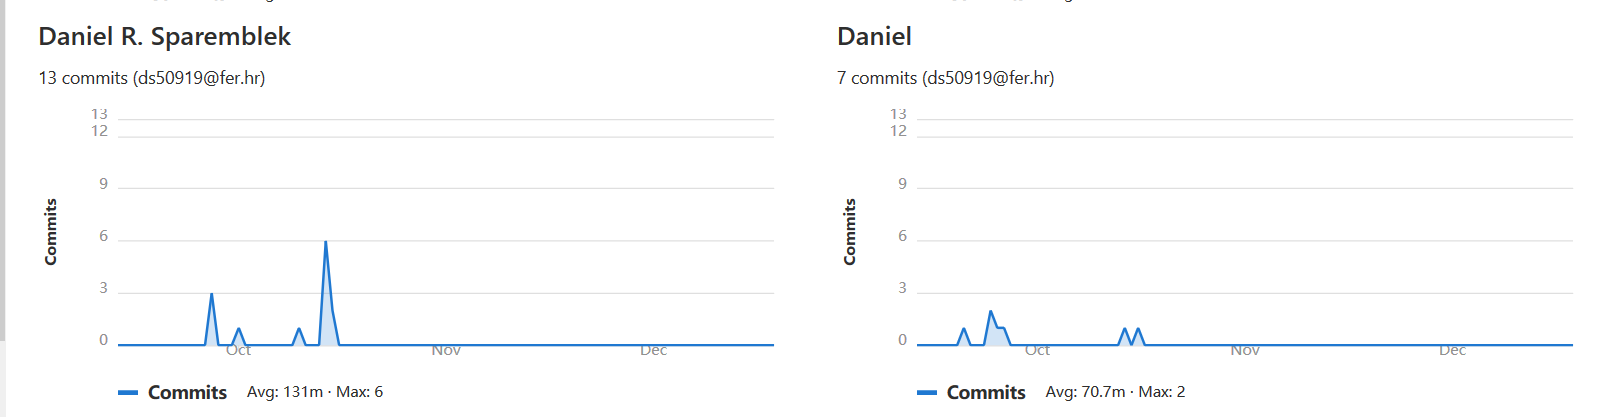 Daniel R. Sparemblek
13 commits (ds50919@fer.hr)
13
12
9
6
3
0
Commits
Oct
Nov
Dec
Commits Avg: 131m · Max: 6
Daniel
7 commits (ds50919@fer.hr)
13
12
9
6
3
0
Commits
Oct
Nov
Dec
Commits Avg: 70.7m · Max: 2